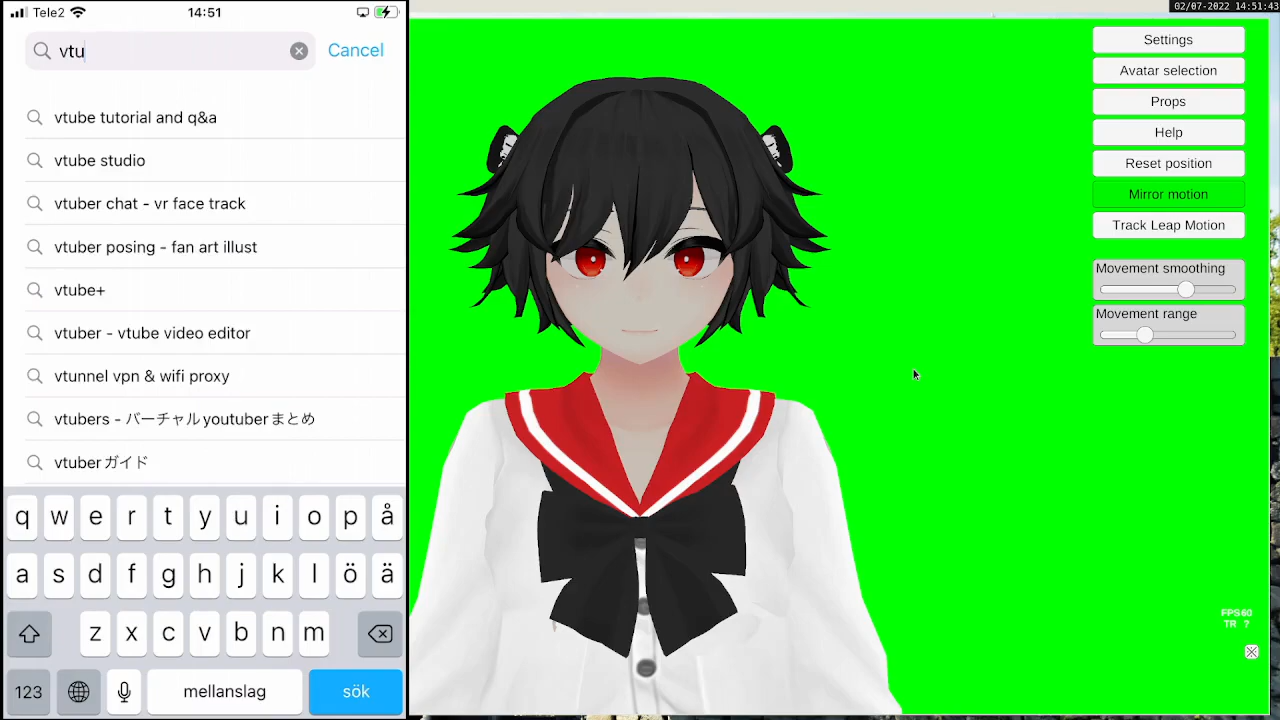 Tele2
14:51
02/07-2022 14:51:43
vtu
Cancel
vtube tutorial and q&a
vtube studio
vtuber chat - vr face track
vtuber posing - fan art illust
vtube+
vtuber - vtube video editor
vtunnel vpn & wifi proxy
vtubers - バーチャルyoutuberまとめ
vtuberガイド
q w e r t y u i o p å
a s d f g h j k l ö ä
z x c v b n m
123
mellanslag
sök
Settings
Avatar selection
Props
Help
Reset position
Mirror motion
Track Leap Motion
Movement smoothing
Movement range
FPS60
TR ?